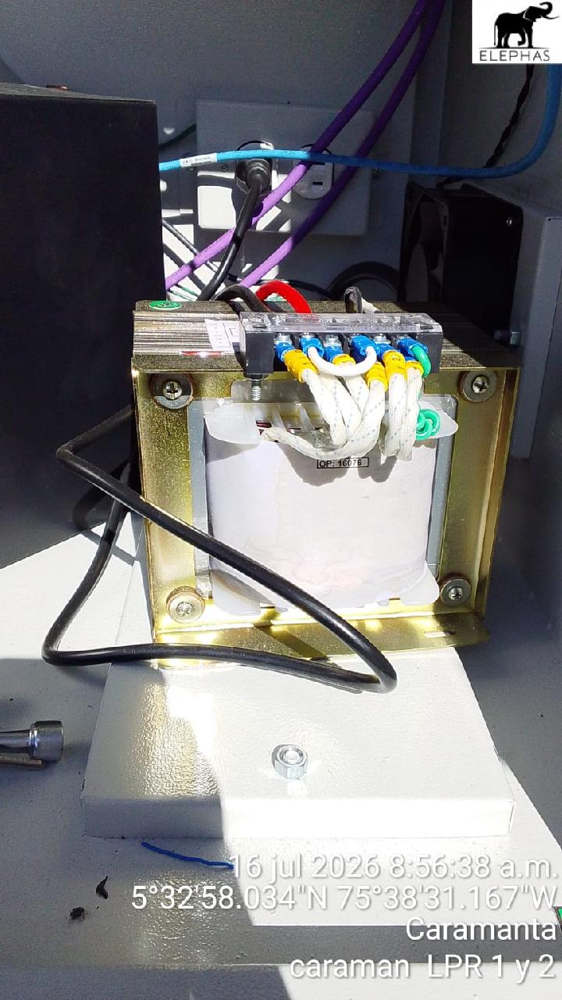 ELEPHAS
OP: 16076
16 jul 2026 8:56:38 a.m.
5°32'58.034"N 75°38'31.167"W
Caramanta
caraman LPR 1 y 2